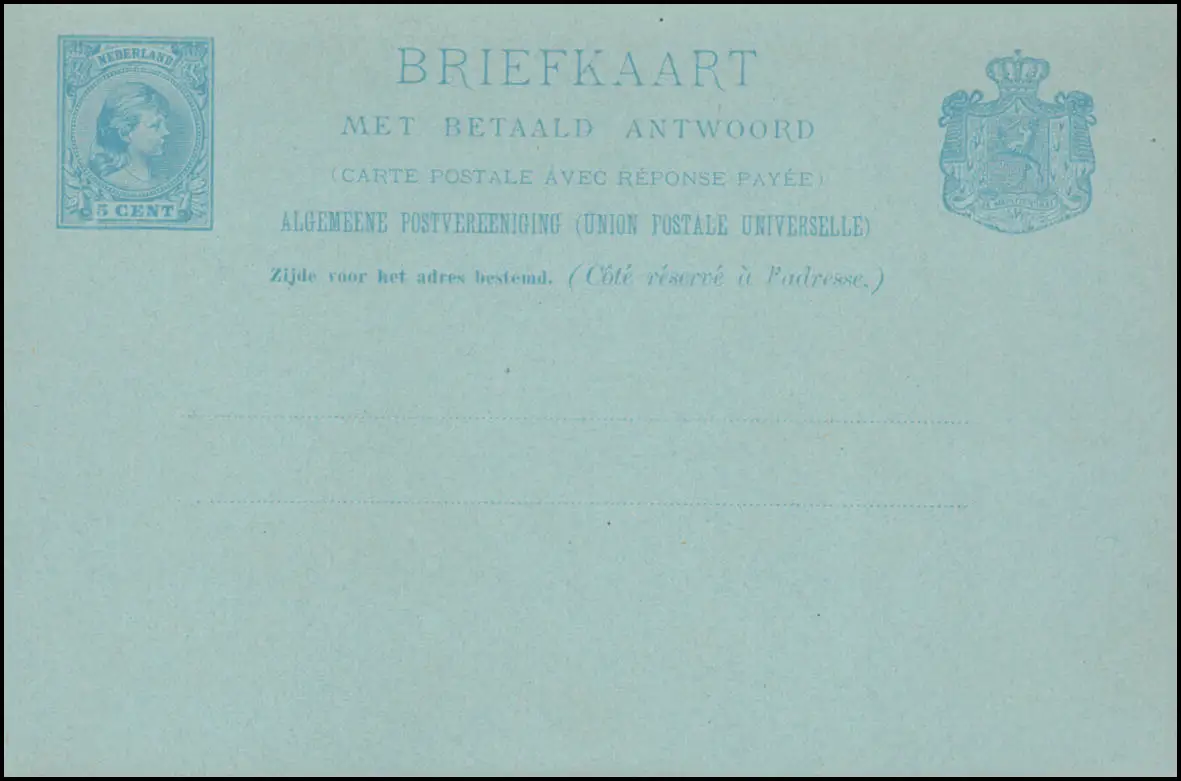 NEDERLAND
5 CENT
BRIEFKAART
MET BETAALD ANTWOORD
(CARTE POSTALE AVEC RÉPONSE PAYÉE)
ALGEMEENE POSTVEREENIGING (UNION POSTALE UNIVERSELLE)
Zijde voor het adres bestemd. (Côté réservé à l'adresse.)